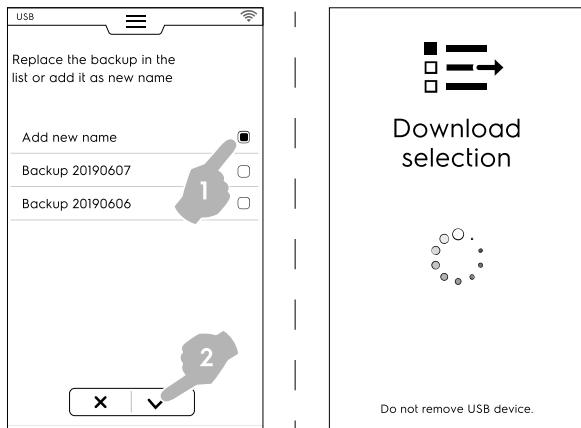 USB
Replace the backup in the
list or add it as new name
Add new name
Backup 20190607
Backup 20190606
1
2
Download
selection
Do not remove USB device.